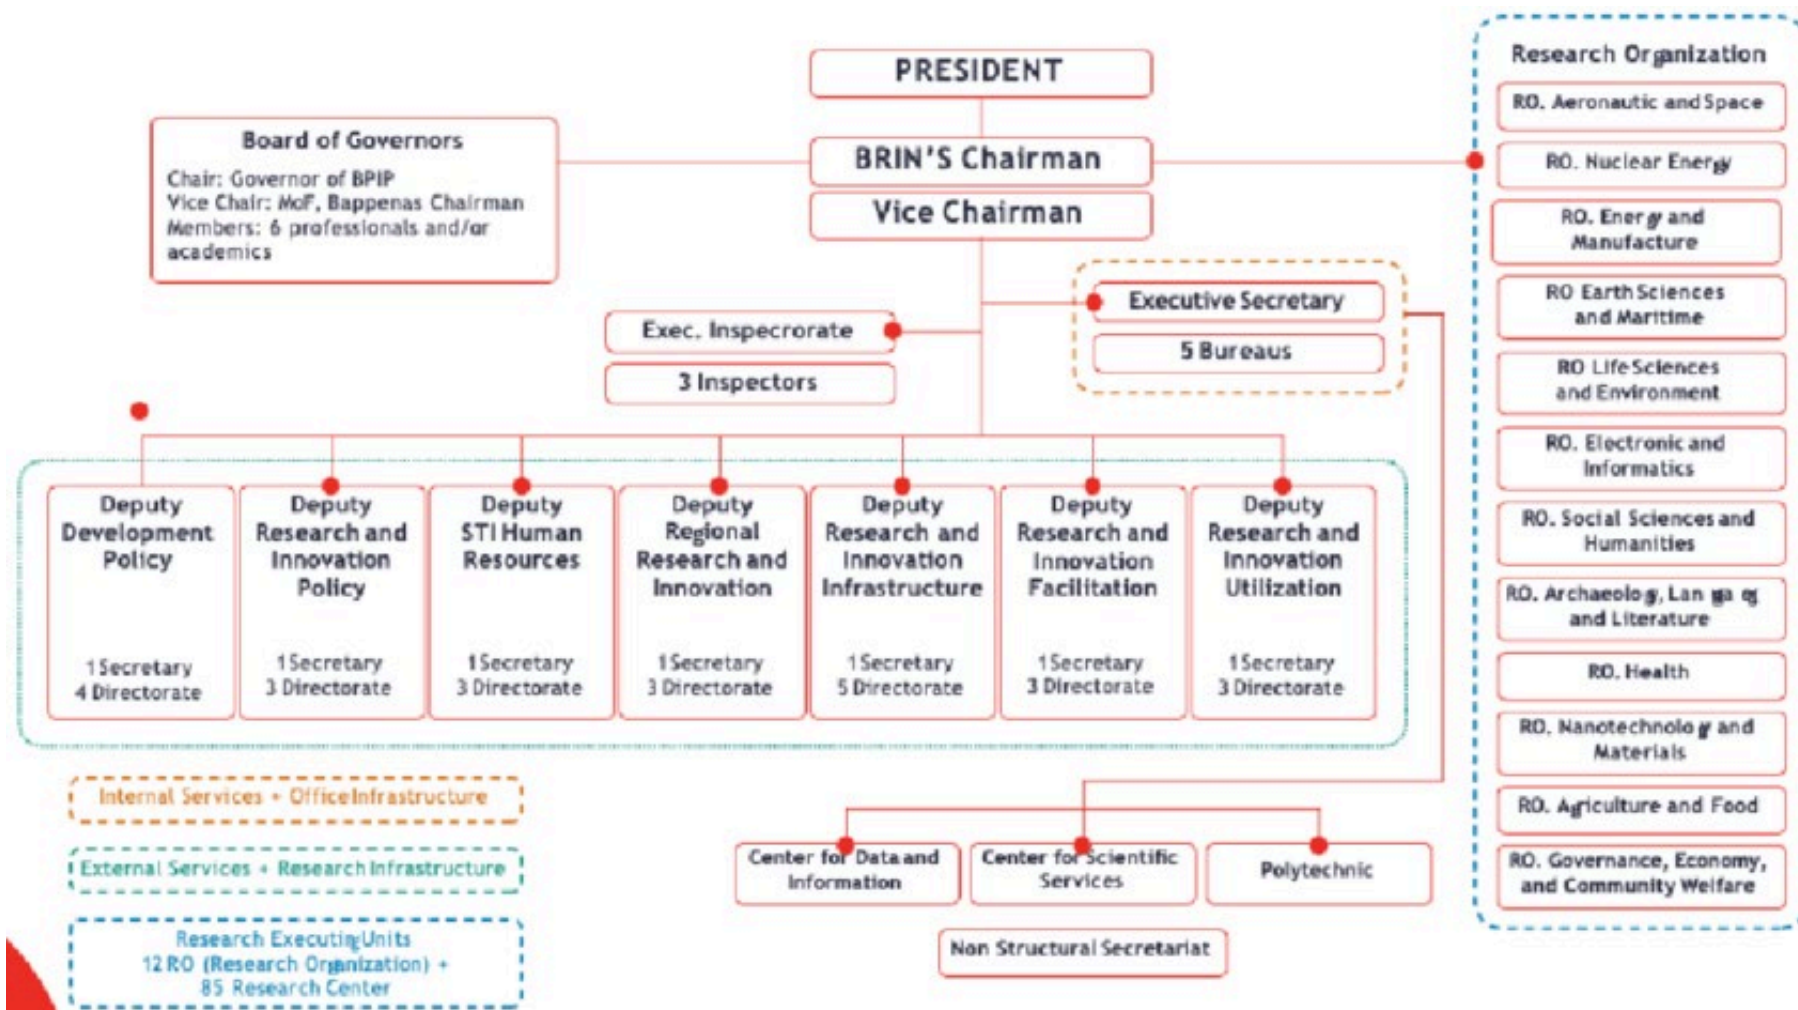 PRESIDENT
Board of Governors
Chair: Governor of BPIP
Vice Chair: MoF, Bappenas Chairman
Members: 6 professionals and/or
academics
BRIN'S Chairman
Vice Chairman
Executive Secretary
5 Bureaus
Exec. Inspecrorate
3 Inspectors
Deputy
Development
Policy
1 Secretary
4 Directorate
Deputy
Research and
Innovation
Policy
1 Secretary
3 Directorate
Deputy
STI Human
Resources
1 Secretary
3 Directorate
Deputy
Regional
Research and
Innovation
1 Secretary
3 Directorate
Deputy
Research and
Innovation
Infrastructure
1 Secretary
5 Directorate
Deputy
Research and
Innovation
Facilitation
1 Secretary
3 Directorate
Deputy
Research and
Innovation
Utilization
1 Secretary
3 Directorate
Internal Services + Office Infrastructure
External Services + Research Infrastructure
Research Executing Units
12 RO (Research Organization) +
85 Research Center
Center for Data and
Information
Center for Scientific
Services
Polytechnic
Non Structural Secretariat
Research Organization
RO. Aeronautic and Space
RO. Nuclear Energy
RO. Energy and
Manufacture
RO Earth Sciences
and Maritime
RO Life Sciences
and Environment
RO. Electronic and
Informatics
RO. Social Sciences and
Humanities
RO. Archaeology,
and Literature
RO. Health
RO. Nanotechnology and
Materials
RO. Agriculture and Food
RO. Governance, Economy,
and Community Welfare